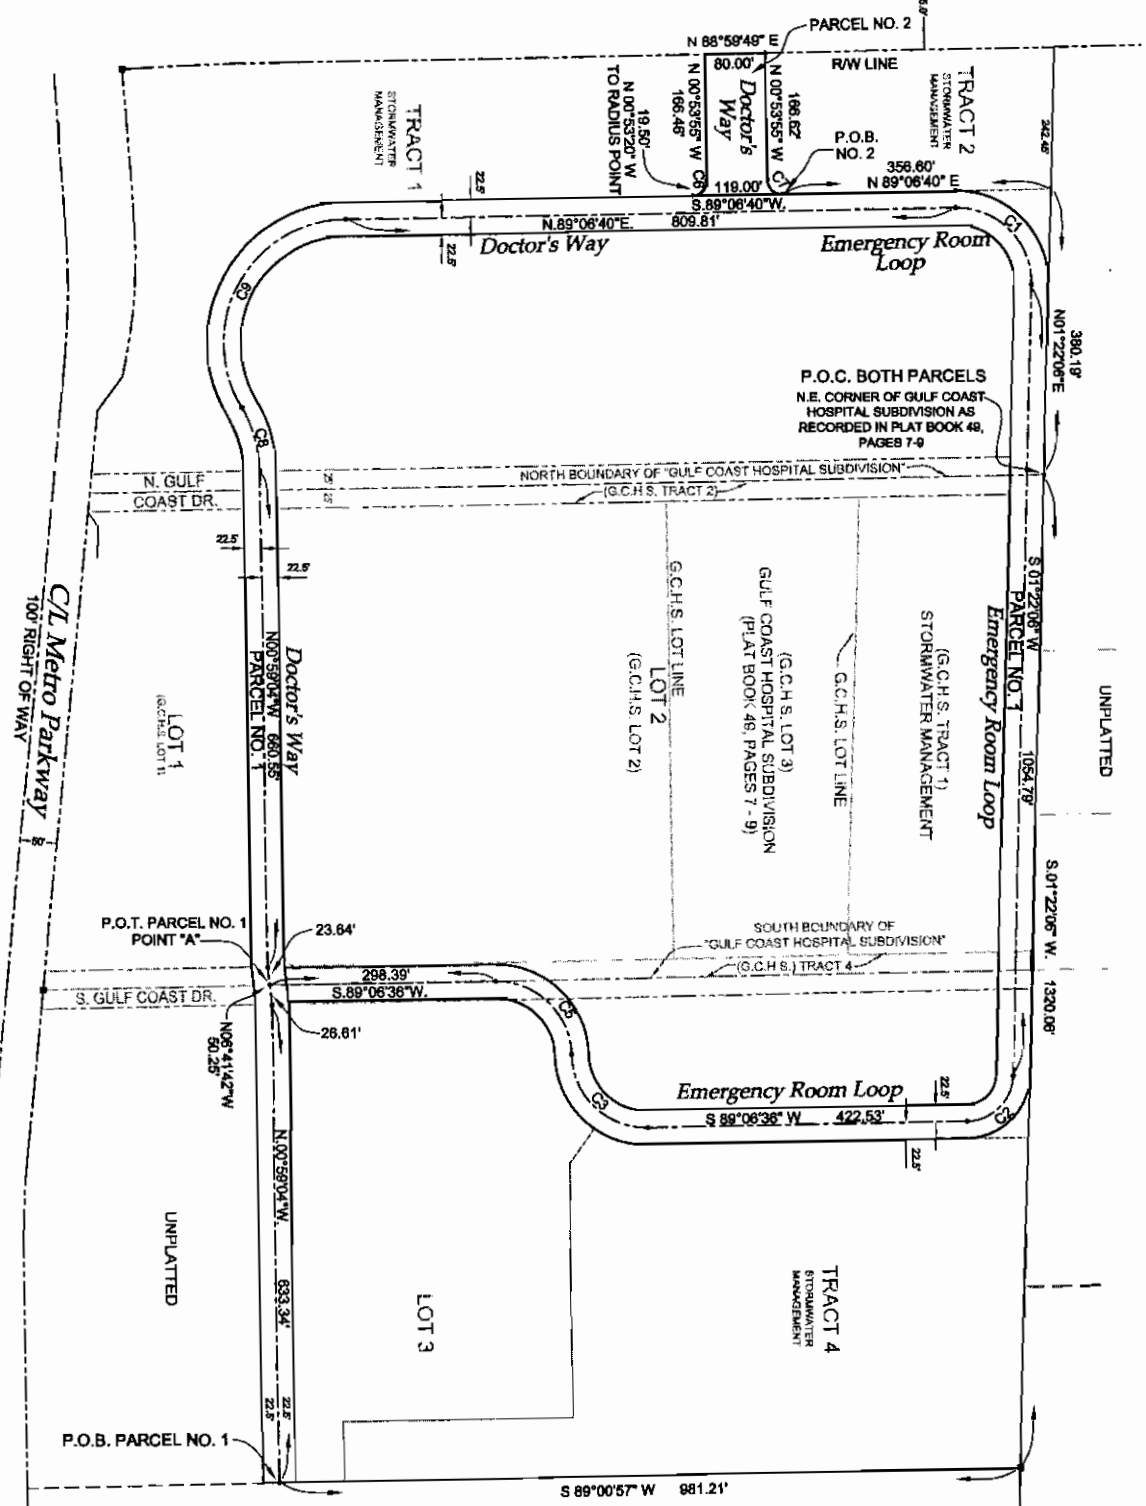 5.8'
PARCEL NO. 2
N 88°59'49" E
80.00'
R/W LINE
Doctor's
Way
N 00°53'55" W
166.46'
166.62'
N 00°53'55" W
19.50'
N 00°53'20" W
TO RADIUS POINT
P.O.B.
NO. 2
TRACT 2
STORMWATER
MANAGEMENT
242.45'
TRACT 1
STORMWATER
MANAGEMENT
356.60'
N 89°06'40" E
C6
C7
119.00'
S.89°06'40"W.
22.5'
N.89°06'40"E.
809.81'
22.5'
Doctor's Way
Emergency Room
Loop
C1
C9
380.19'
N01°22'06"E
P.O.C. BOTH PARCELS
N.E. CORNER OF GULF COAST
HOSPITAL SUBDIVISION AS
RECORDED IN PLAT BOOK 49,
PAGES 7-9
C8
NORTH BOUNDARY OF "GULF COAST HOSPITAL SUBDIVISION"
N. GULF
COAST DR.
25'
25'
(G.C.H S. TRACT 2)
22.5'
22.5'
C/L Metro Parkway
100' RIGHT OF WAY
50'
LOT 1
(G.C.H.S. LOT 1)
N00°59'04"W 660.55'
PARCEL NO. 1
Doctor's Way
G.C.H.S. LOT LINE
LOT 2
(G.C.H.S. LOT 2)
(G.C.H S. LOT 3)
GULF COAST HOSPITAL SUBDIVISION
(PLAT BOOK 49, PAGES 7 - 9)
G.C.H.S. LOT LINE
(G.C.H.S. TRACT 1)
STORMWATER MANAGEMENT
Emergency Room Loop
S 01°22'06" W
PARCEL NO. 1
1054.79'
UNPLATTED
S.01°22'06" W. 1320.06'
P.O.T. PARCEL NO. 1
POINT "A"
23.64'
SOUTH BOUNDARY OF
"GULF COAST HOSPITAL SUBDIVISION"
(G.C.H S.) TRACT 4
298.39'
S.89°06'36"W.
S. GULF COAST DR.
C5
26.61'
N06°41'42"W
50.25'
Emergency Room Loop
22.5'
C3
S 89°06'36" W 422.53'
C2
22.5'
N.00°59'04"W. 633.34'
UNPLATTED
LOT 3
TRACT 4
STORMWATER
MANAGEMENT
22.5'
22.5'
P.O.B. PARCEL NO. 1
S 89°00'57" W 981.21'